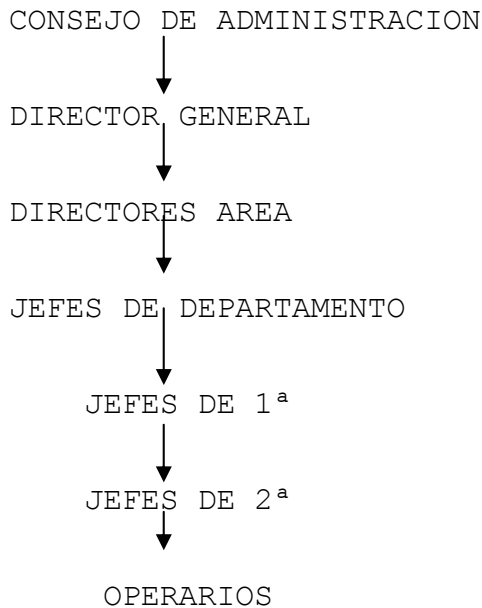 CONSEJO DE ADMINISTRACION
DIRECTOR GENERAL
DIRECTORES AREA
JEFES DE DEPARTAMENTO
JEFES DE 1ª
JEFES DE 2ª
OPERARIOS